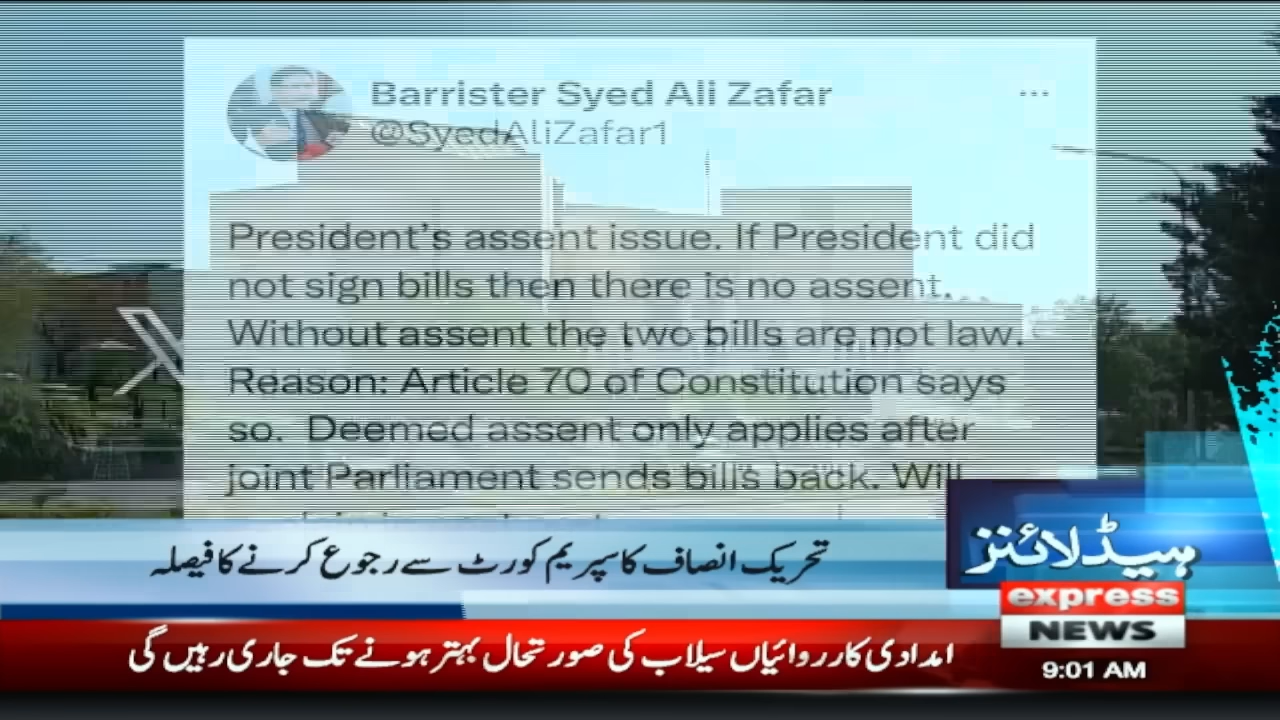 Barrister Syed Ali Zafar
@SyedAliZafar1
President's assent issue. If President did
not sign bills then there is no assent.
Without assent the two bills are not law.
Reason: Article 70 of Constitution says
so. Deemed assent only applies after
joint Parliament sends bills back. Will
تحریک انصاف کا سپریم کورٹ سے رجوع کرنے کا فیصلہ
ہیڈلائنز
express
NEWS
امدادی کارروائیاں سیلاب کی صورتحال بہتر ہونے تک جاری رہیں گی
9:01 AM